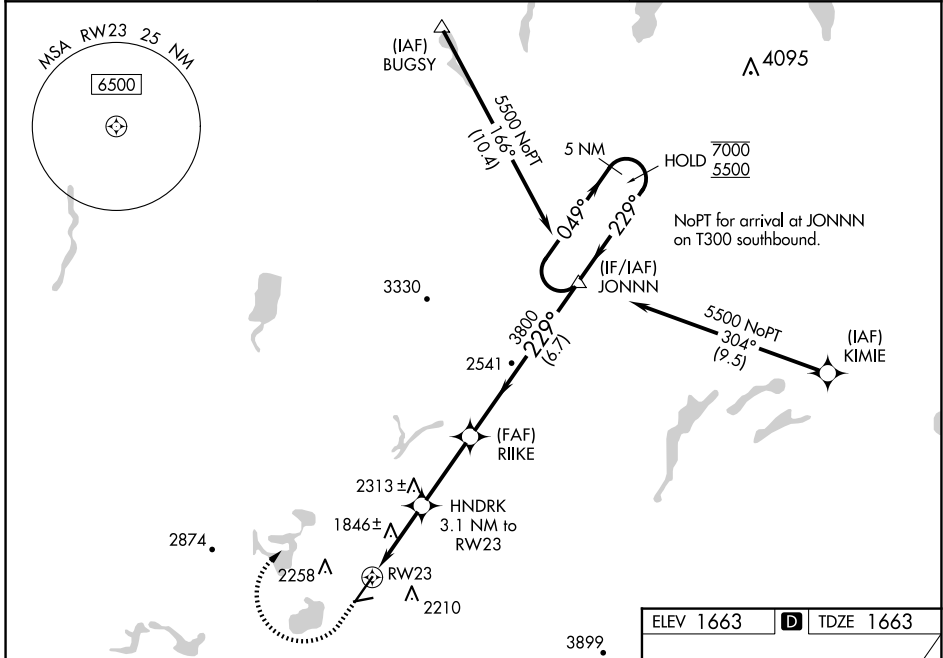 MSA RW23 25 NM
6500
(IAF)
BUGSY
5500 NoPT
166°
(10.4)
4095
5 NM
HOLD
7000
5500
049°
229°
NoPT for arrival at JONNN
on T300 southbound.
(IF/IAF)
JONNN
3330
3800
229°
(6.7)
5500 NoPT
304°
(9.5)
(IAF)
KIMIE
2541
(FAF)
RIIKE
2313 ±
HNDRK
3.1 NM to
RW23
1846±
2874
2258
RW23
2210
3899
ELEV 1663 D TDZE 1663